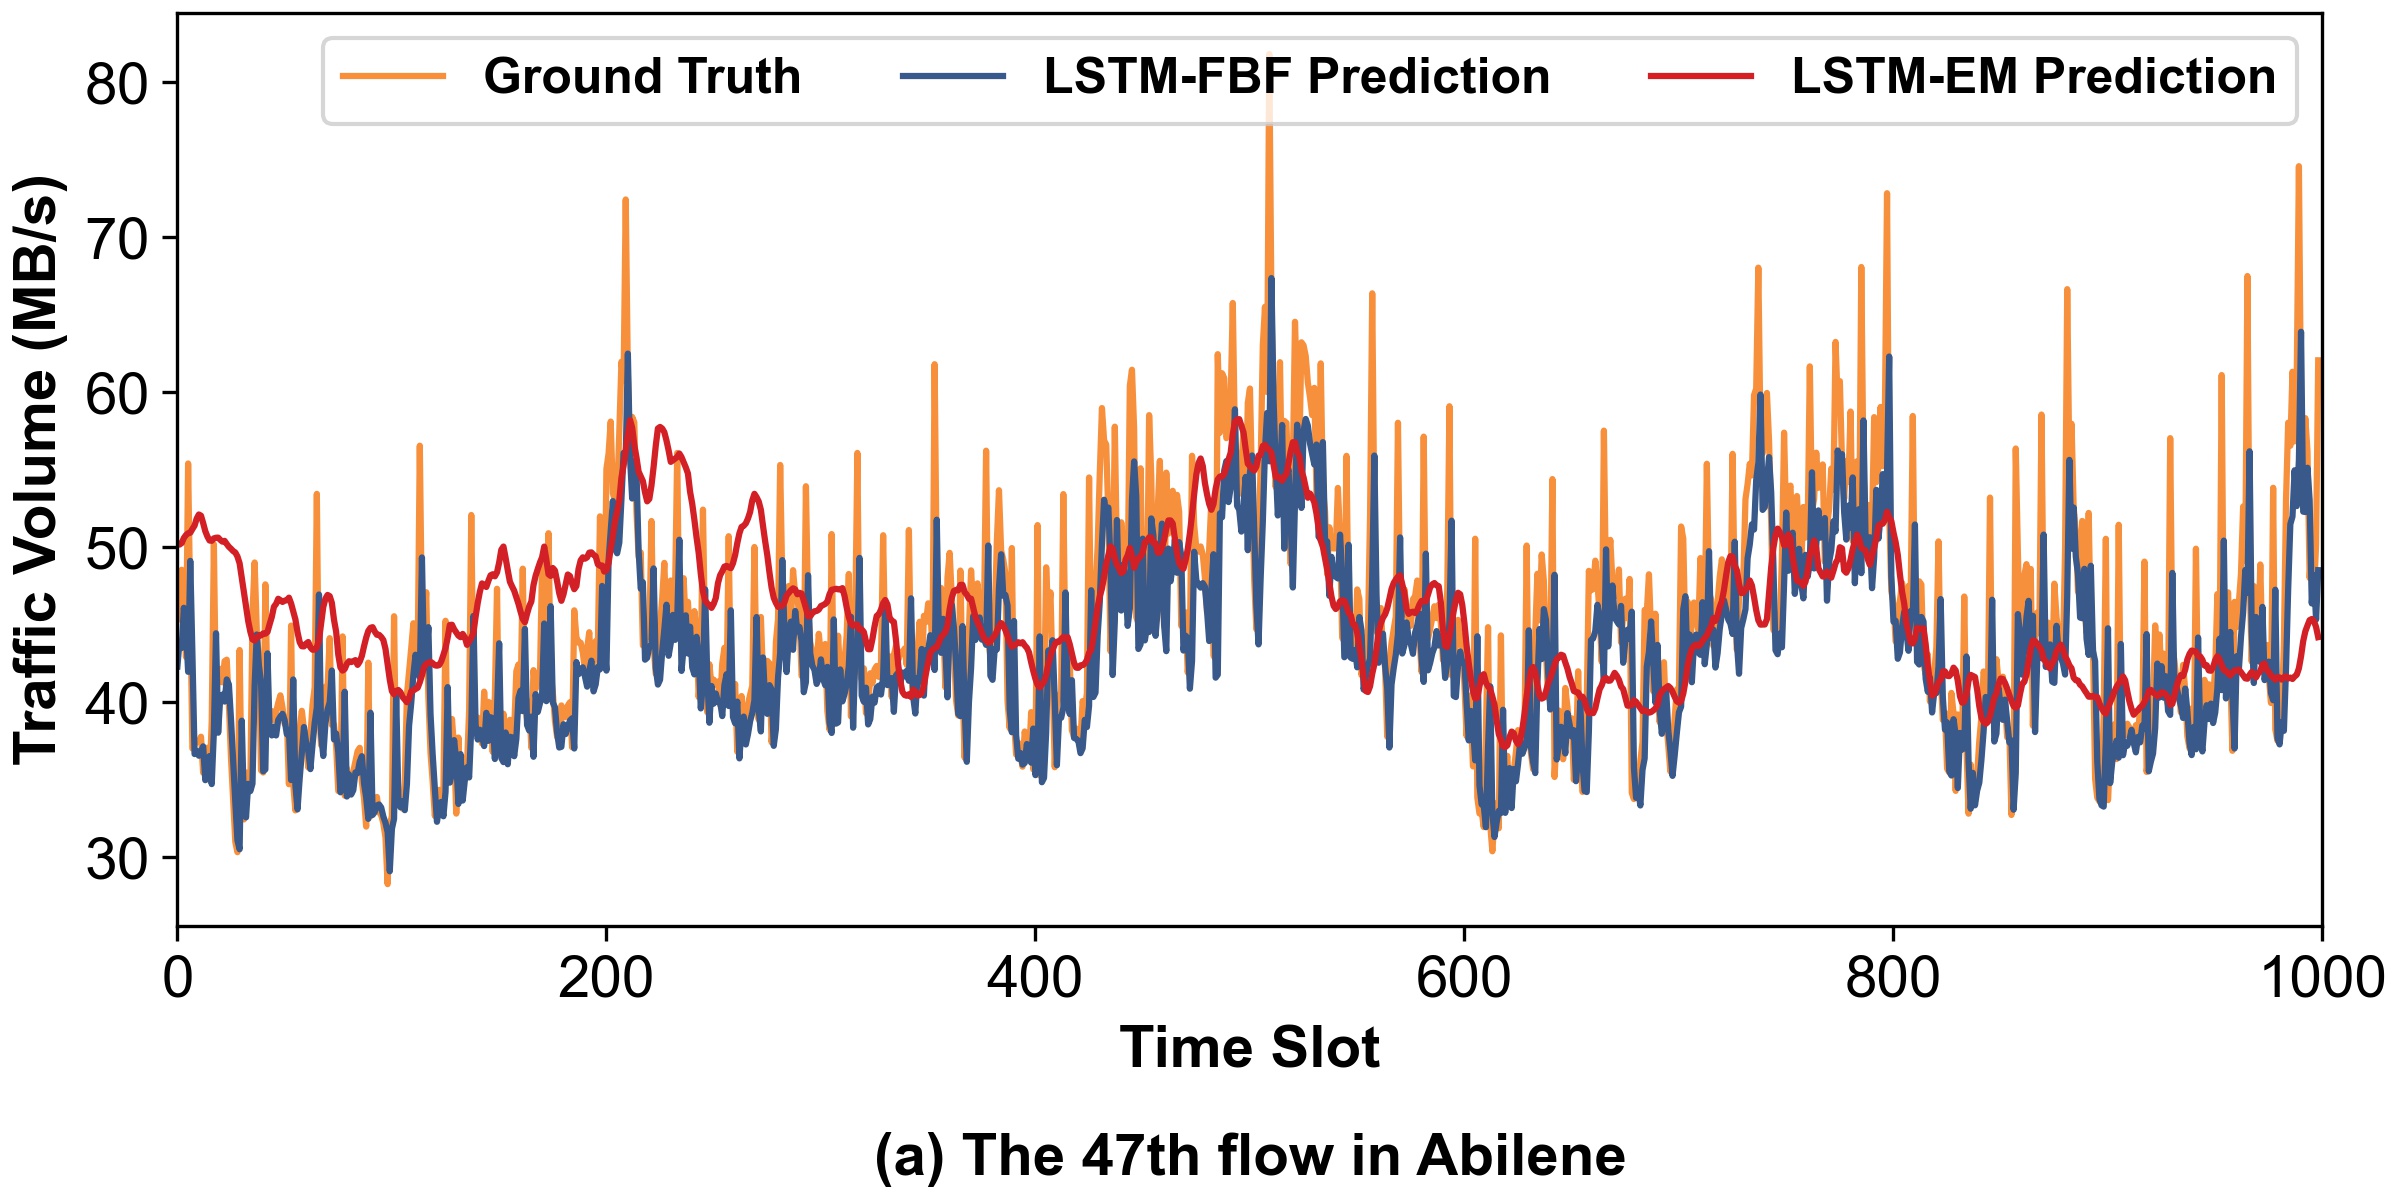 Ground Truth LSTM-FBF Prediction LSTM-EM Prediction
Traffic Volume (MB/s)
80
70
60
50
40
30
0 200 400 600 800 1000
Time Slot
(a) The 47th flow in Abilene